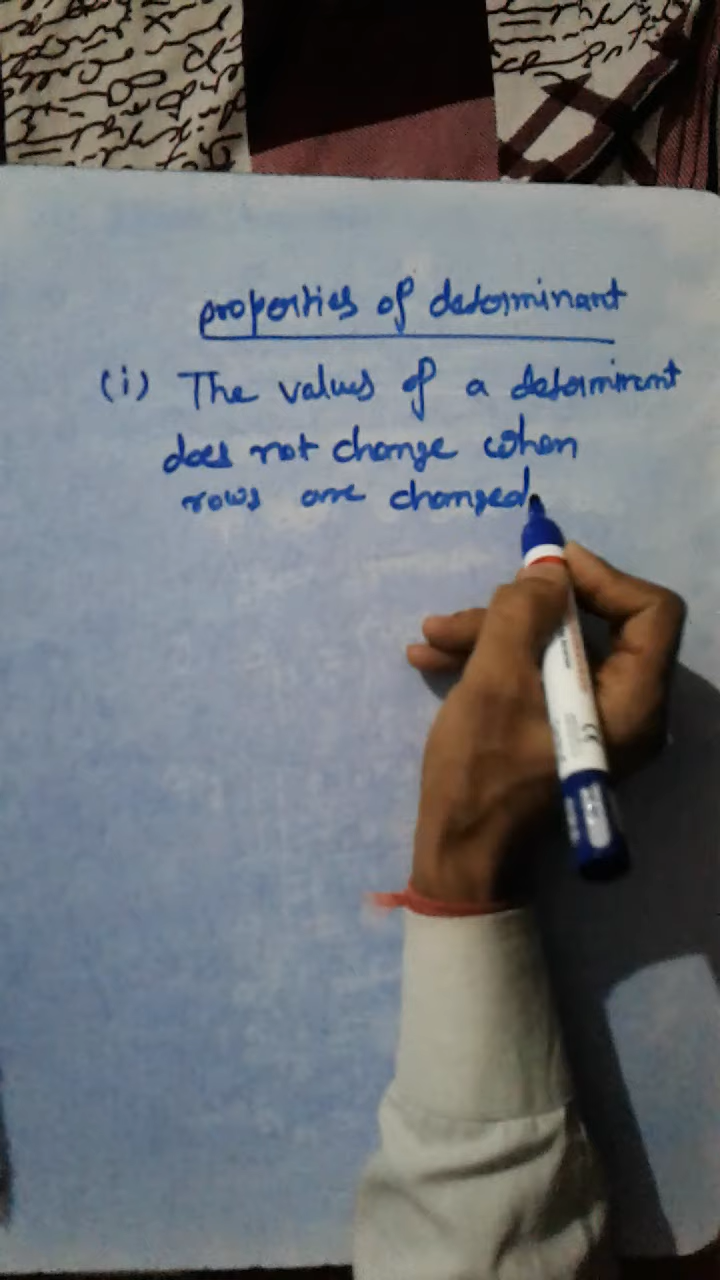 properties of determinant
(i) The values of a determinant
does not change when
rows are changed